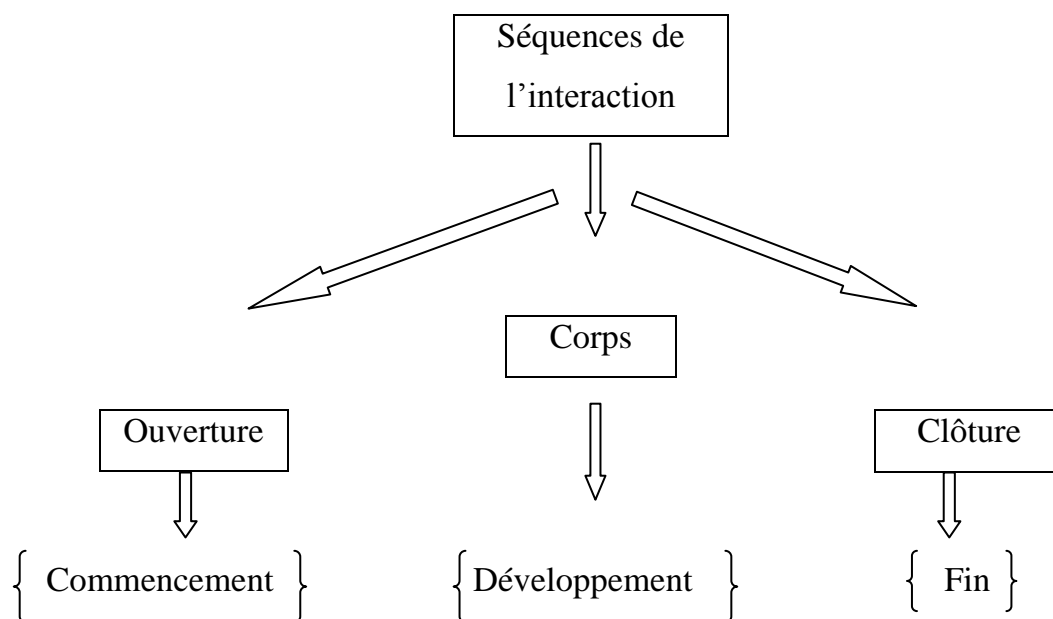 Séquences de
l’interaction
Corps
Ouverture
Clôture
{ Commencement }
{ Développement }
{ Fin }